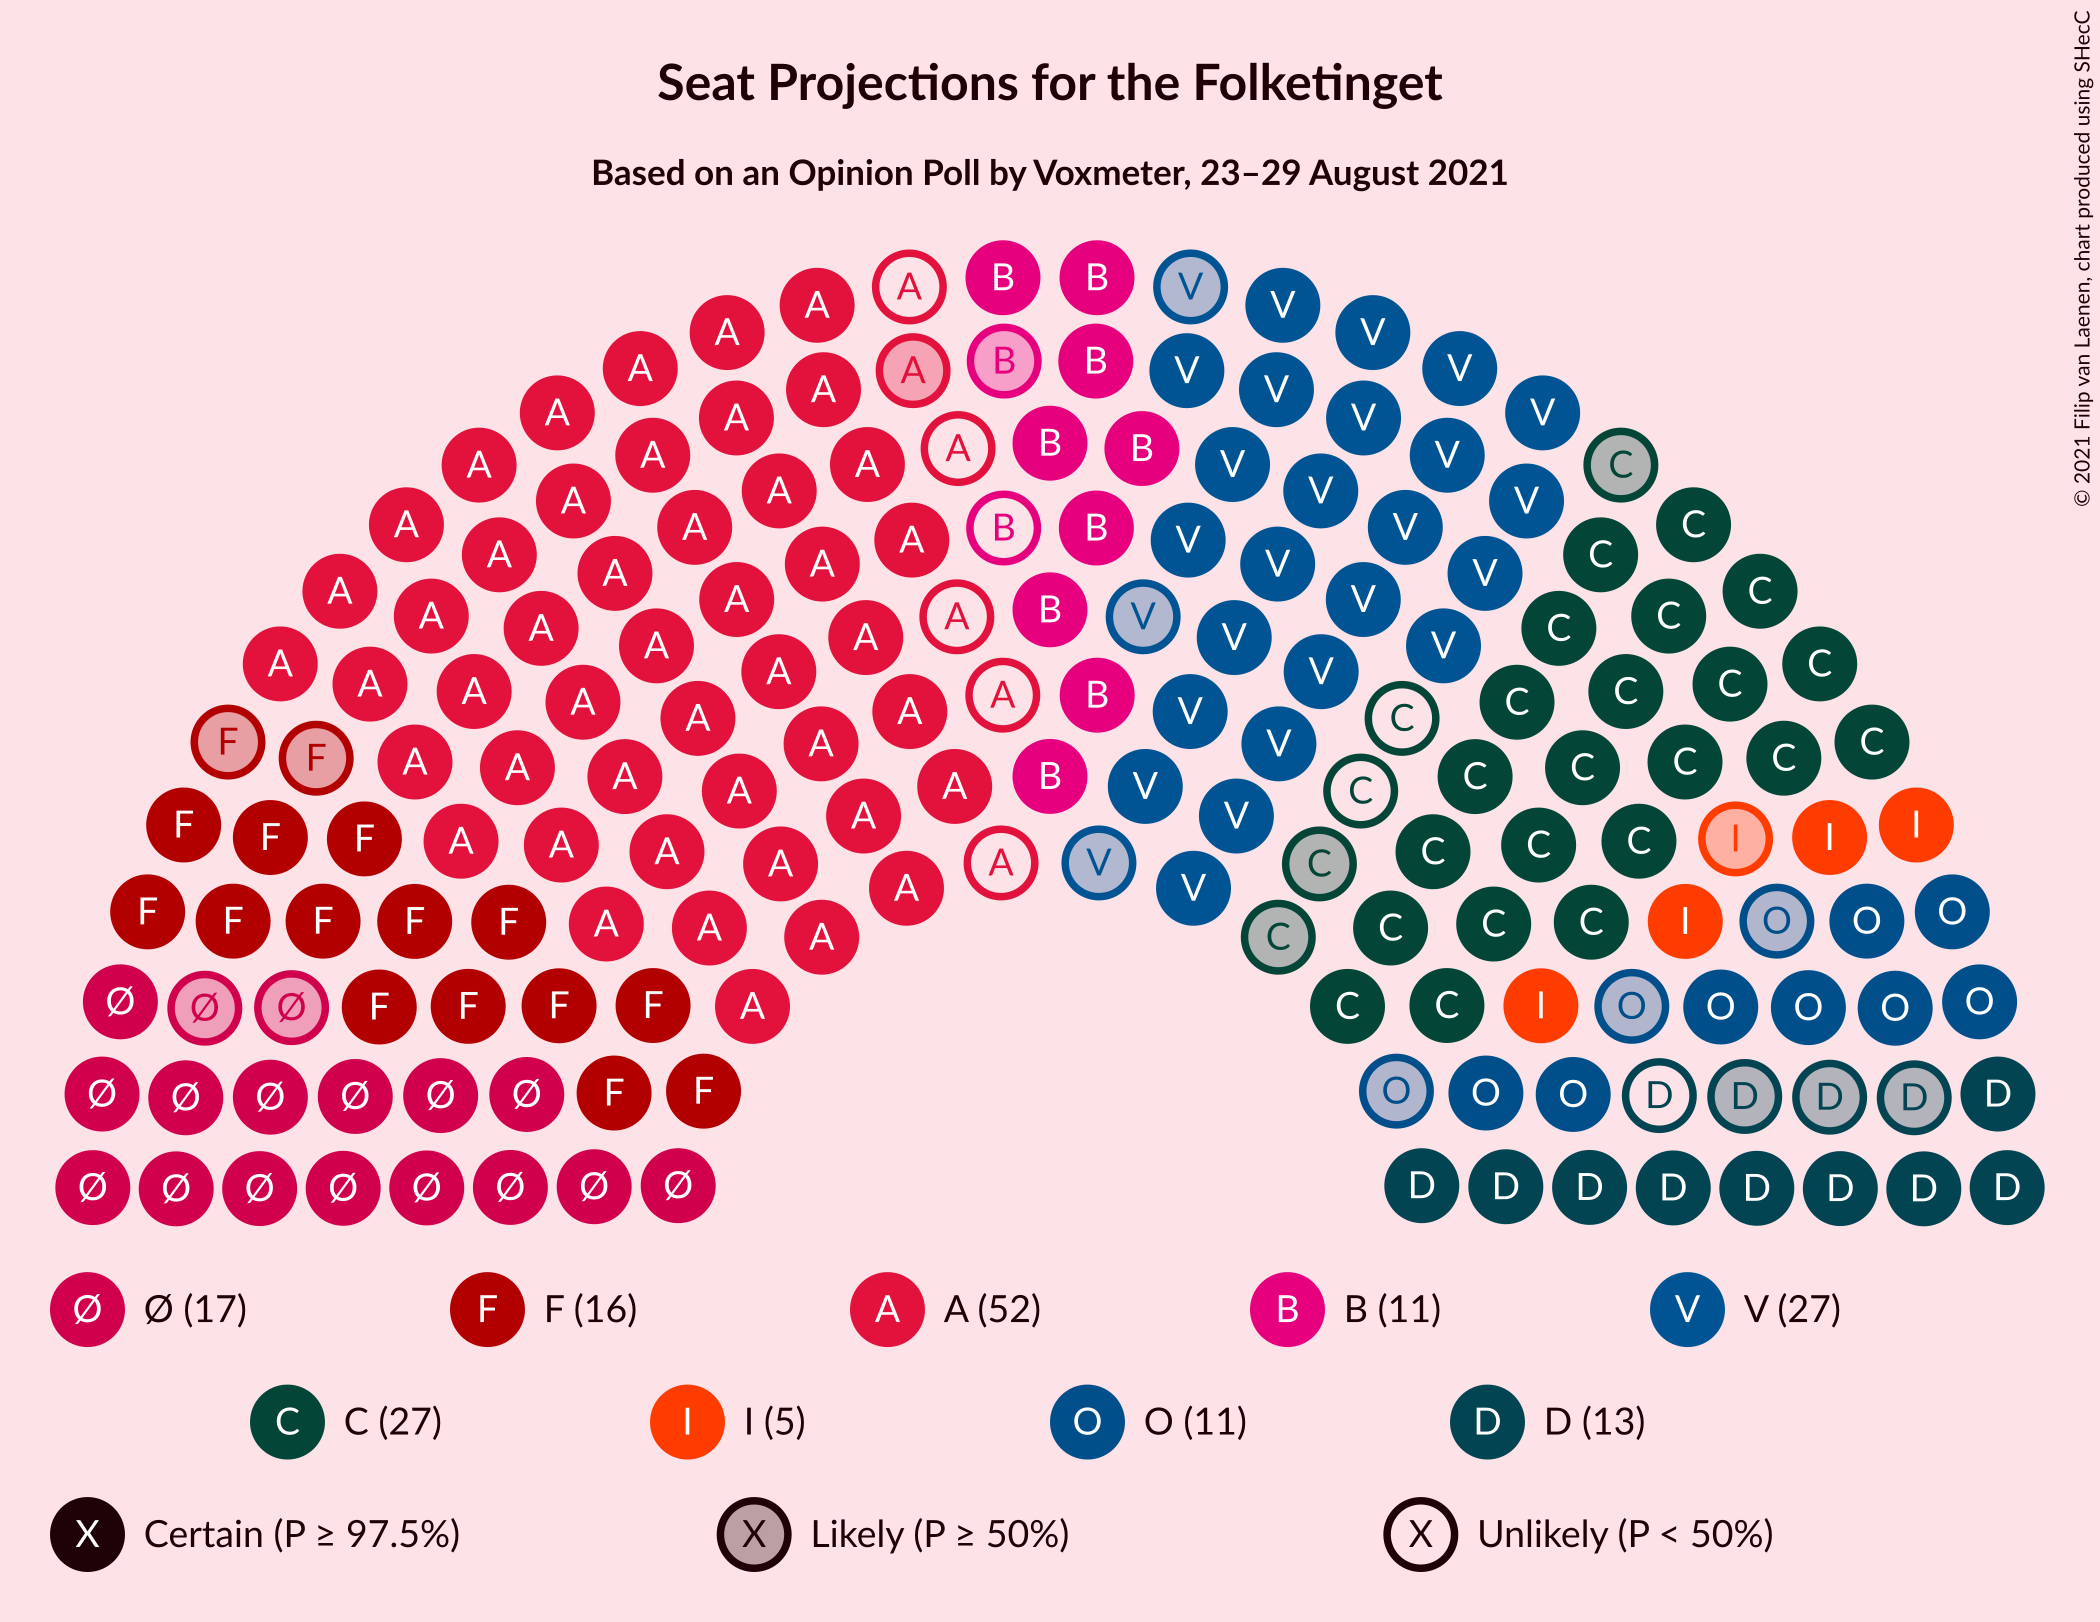 Seat Projections for the Folketinget
Based on an Opinion Poll by Voxmeter, 23–29 August 2021
© 2021 Filip van Laenen, chart produced using SHecC
B B
A V
A V
A V
A B B V
A A V
A V V
A A V
A A B B V V
A A V C
A A V V
A A V V
A B B V
A A V C
A A V C
A A V V
A A V C
A A V C
A A B V V
A A C C
A A V V
A A V V
A A C C
F A A B V C C
A A A V C C
A A V C
F A A C C
A A V C
A A A B V V C C
A A V C
F F A I I I
A A A C C C
A A A V C C
A V
F O
F F F F A A A V C C C I O O
A C
Ø Ø Ø F F F F A C C I O O O O O
Ø Ø Ø Ø Ø Ø F F O O O D D D D D
Ø Ø Ø Ø Ø Ø Ø Ø D D D D D D D D
Ø Ø (17) F F (16) A A (52) B B (11) V V (27)
C C (27) I I (5) O O (11) D D (13)
X Certain (P ≥ 97.5%) X Likely (P ≥ 50%) X Unlikely (P < 50%)